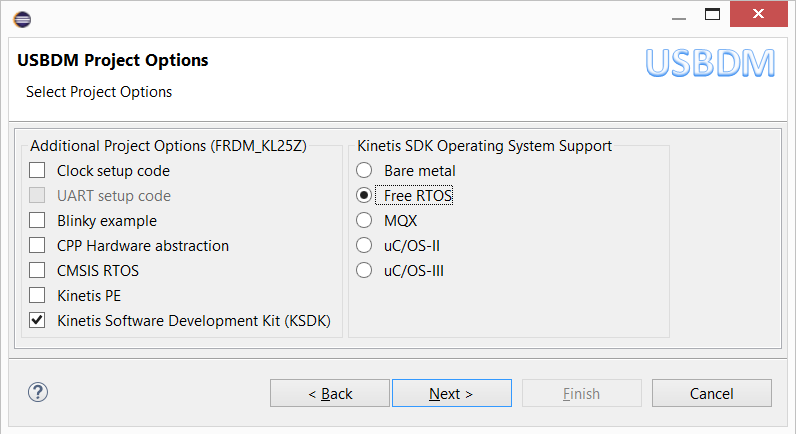 USBDM Project Options
USBDM
Select Project Options
Additional Project Options (FRDM_KL25Z)
Clock setup code
UART setup code
Blinky example
CPP Hardware abstraction
CMSIS RTOS
Kinetis PE
Kinetis Software Development Kit (KSDK)
Kinetis SDK Operating System Support
Bare metal
Free RTOS
MQX
uC/OS-II
uC/OS-III
?
< Back
Next >
Finish
Cancel